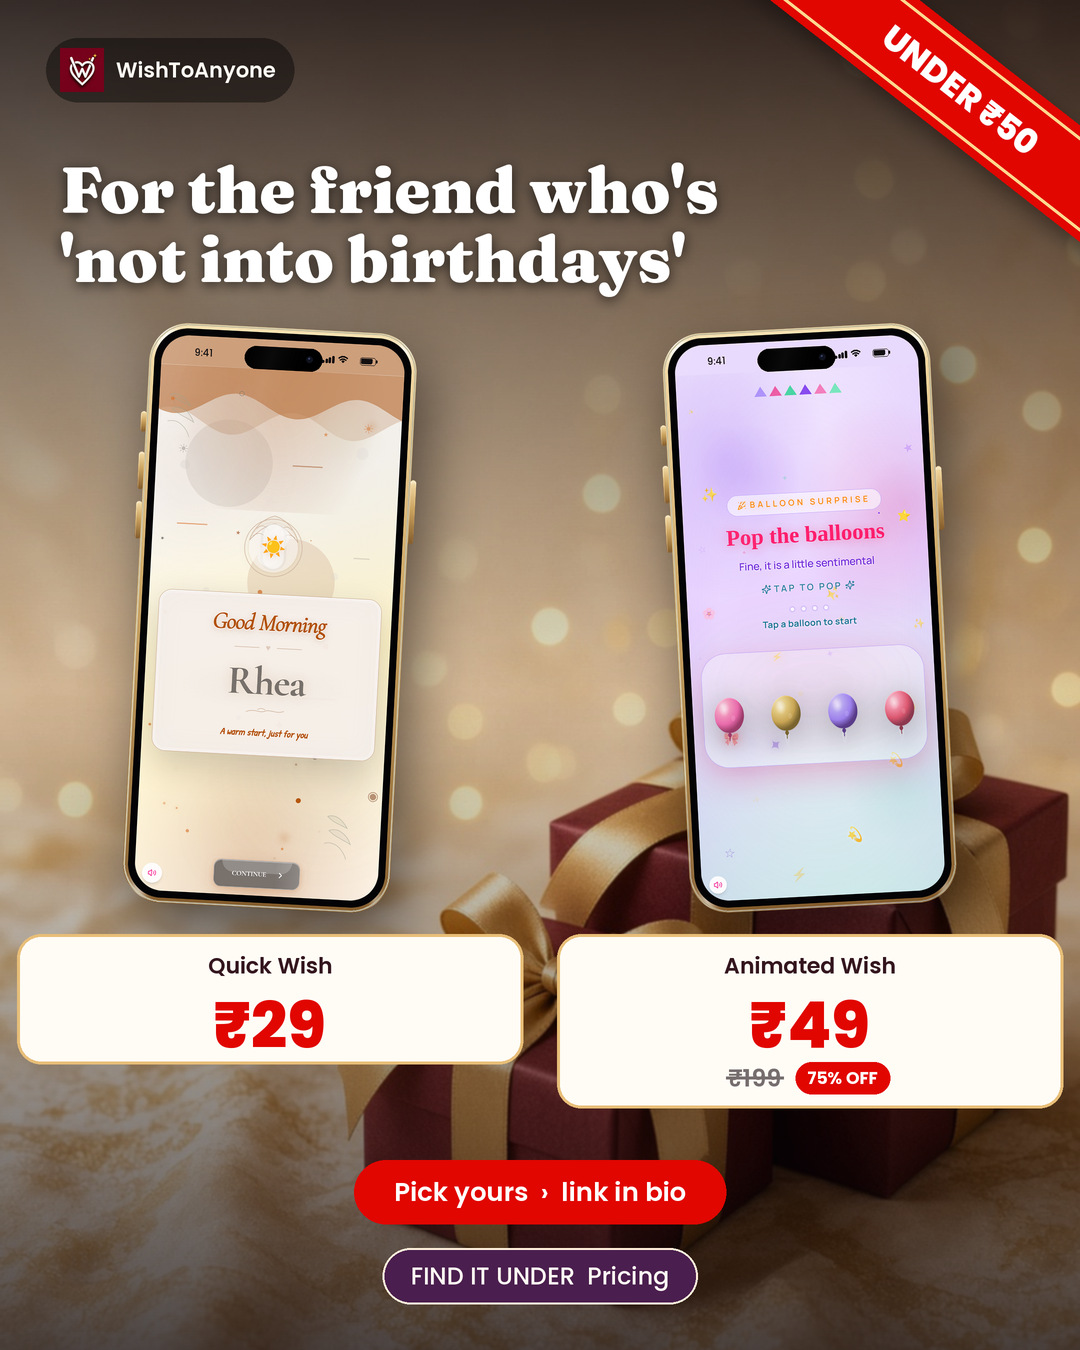 WishToAnyone
UNDER ₹50
For the friend who's
'not into birthdays'
9:41
Good Morning
Rhea
A warm start, just for you
CONTINUE
9:41
BALLOON SURPRISE
Pop the balloons
Fine, it is a little sentimental
TAP TO POP
Tap a balloon to start
Quick Wish
₹29
Animated Wish
₹49
₹199 75% OFF
Pick yours › link in bio
FIND IT UNDER Pricing